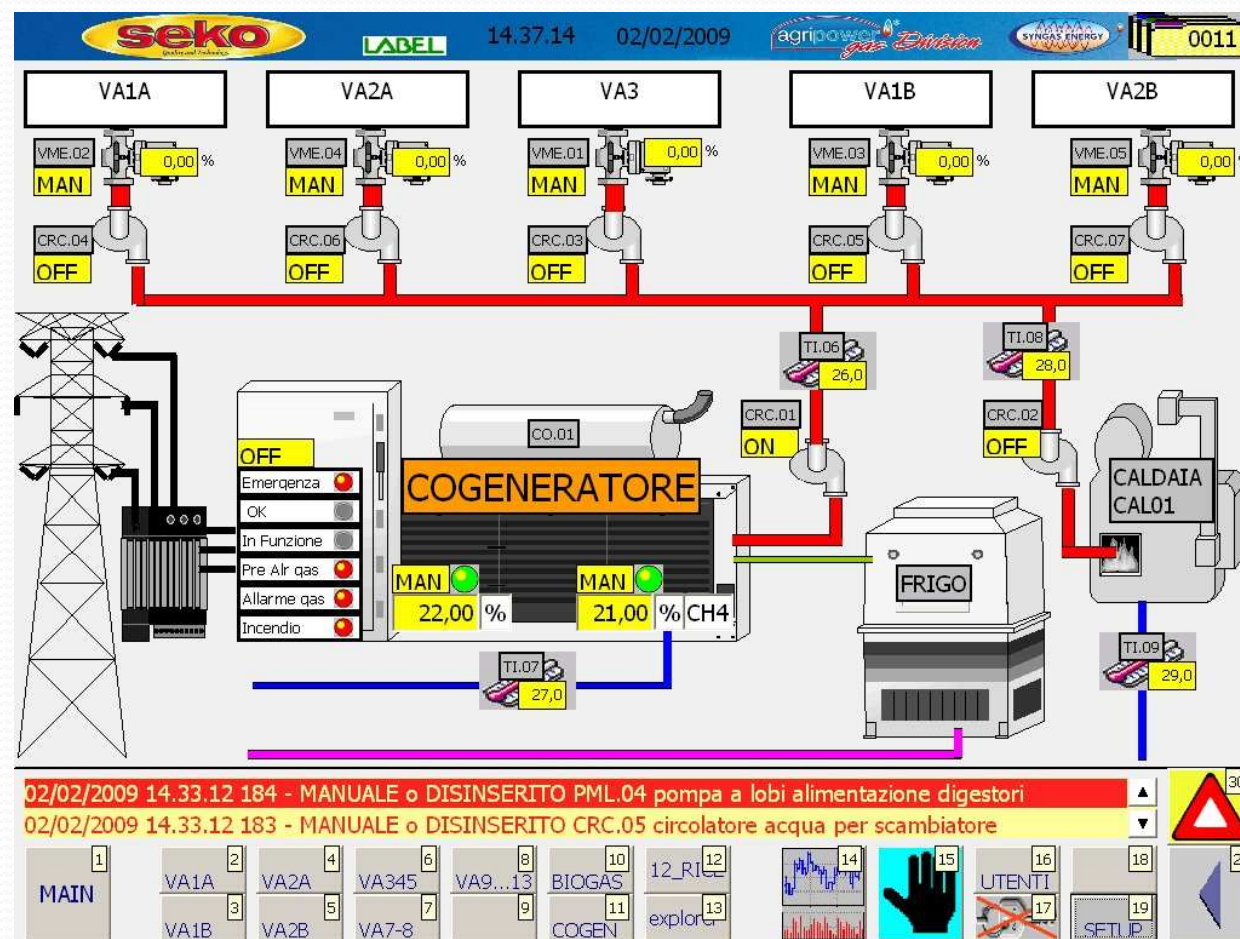 seko
LABEL
14.37.14
02/02/2009
agripower gas Division
SYNGAS ENERGY
0011
VA1A
VA2A
VA3
VA1B
VA2B
VME.02 0,00 %
MAN
VME.04 0,00 %
MAN
VME.01 0,00 %
MAN
VME.03 0,00 %
MAN
VME.05 0,00
MAN
CRC.04
OFF
CRC.06
OFF
CRC.03
OFF
CRC.05
OFF
CRC.07
OFF
TI.06
26,0
TI.08
28,0
CRC.01
ON
CRC.02
OFF
CO.01
COGENERATORE
OFF
Emergenza
OK
In Funzione
Pre Alr gas
Allarme gas
Incendio
MAN
22,00 %
MAN
21,00 % CH4
FRIGO
CALDAIA
CAL01
TI.07
27,0
TI.09
29,0
02/02/2009 14.33.12 184 - MANUALE o DISINSERITO PML.04 pompa a lobi alimentazione digestori
02/02/2009 14.33.12 183 - MANUALE o DISINSERITO CRC.05 circolatore acqua per scambiatore
30
1
MAIN
2
VA1A
3
VA1B
4
VA2A
5
VA2B
6
VA345
7
VA7-8
8
VA9...13
9
10
BIOGAS
11
COGEN
12
13
14
15
16
UTENTI
17
18
19
SETUP